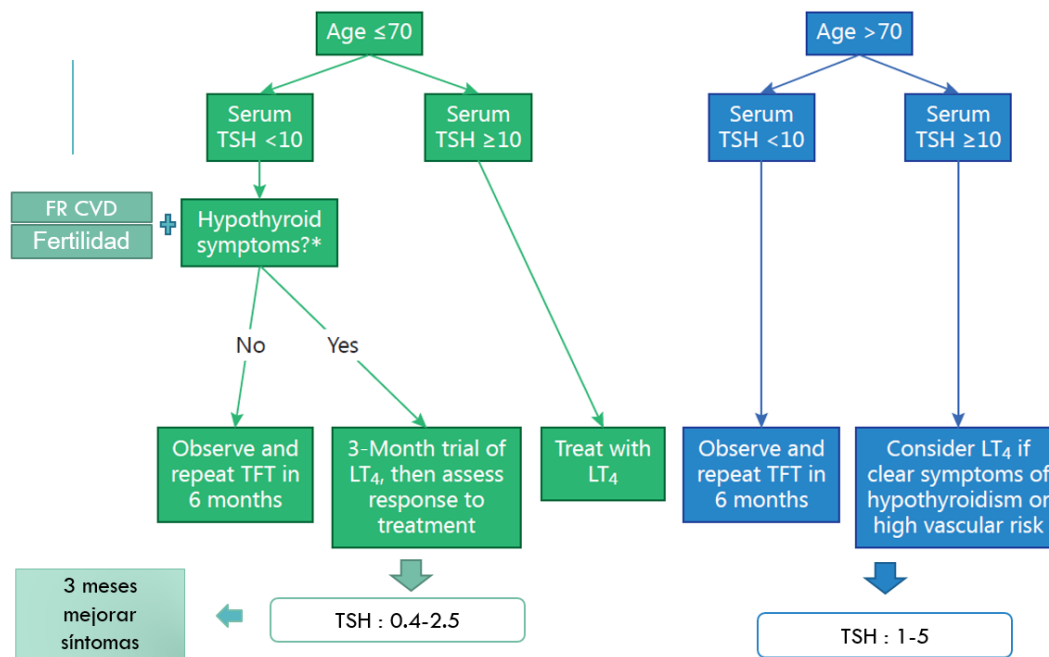 Age ≤70
Age >70
Serum
TSH <10
Serum
TSH ≥10
Serum
TSH <10
Serum
TSH ≥10
FR CVD
Fertilidad
Hypothyroid
symptoms?*
No
Yes
Observe and
repeat TFT in
6 months
3-Month trial of
LT₄, then assess
response to
treatment
Treat with
LT₄
Observe and
repeat TFT in
6 months
Consider LT₄ if
clear symptoms of
hypothyroidism or
high vascular risk
3 meses
mejorar
síntomas
TSH : 0.4-2.5
TSH : 1-5